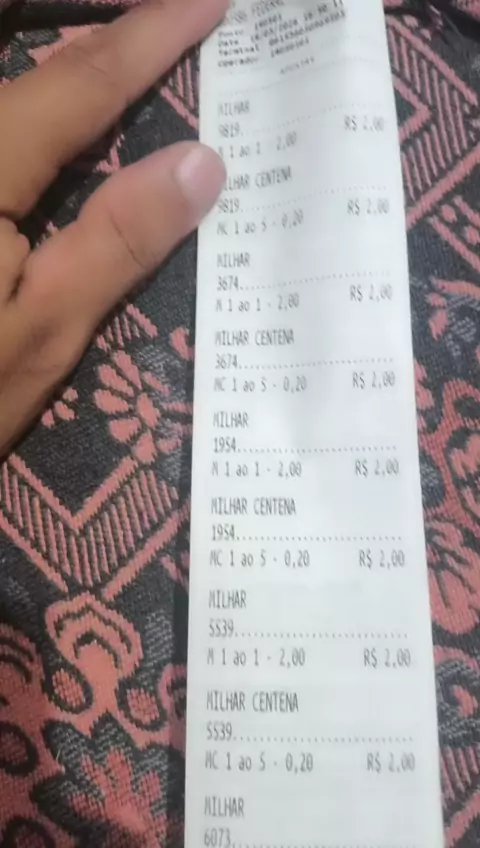 FEDERAL
MILHAR
9819
M 1 ao 1 - 2,00 R$ 2,00
MILHAR CENTENA
9819
MC 1 ao 5 - 0,20 R$ 2,00
MILHAR
3674
M 1 ao 1 - 2,00 R$ 2,00
MILHAR CENTENA
3674
MC 1 ao 5 - 0,20 R$ 2,00
MILHAR
1954
M 1 ao 1 - 2,00 R$ 2,00
MILHAR CENTENA
1954
MC 1 ao 5 - 0,20 R$ 2,00
MILHAR
5539
M 1 ao 1 - 2,00 R$ 2,00
MILHAR CENTENA
5539
MC 1 ao 5 - 0,20 R$ 2,00
MILHAR
6073